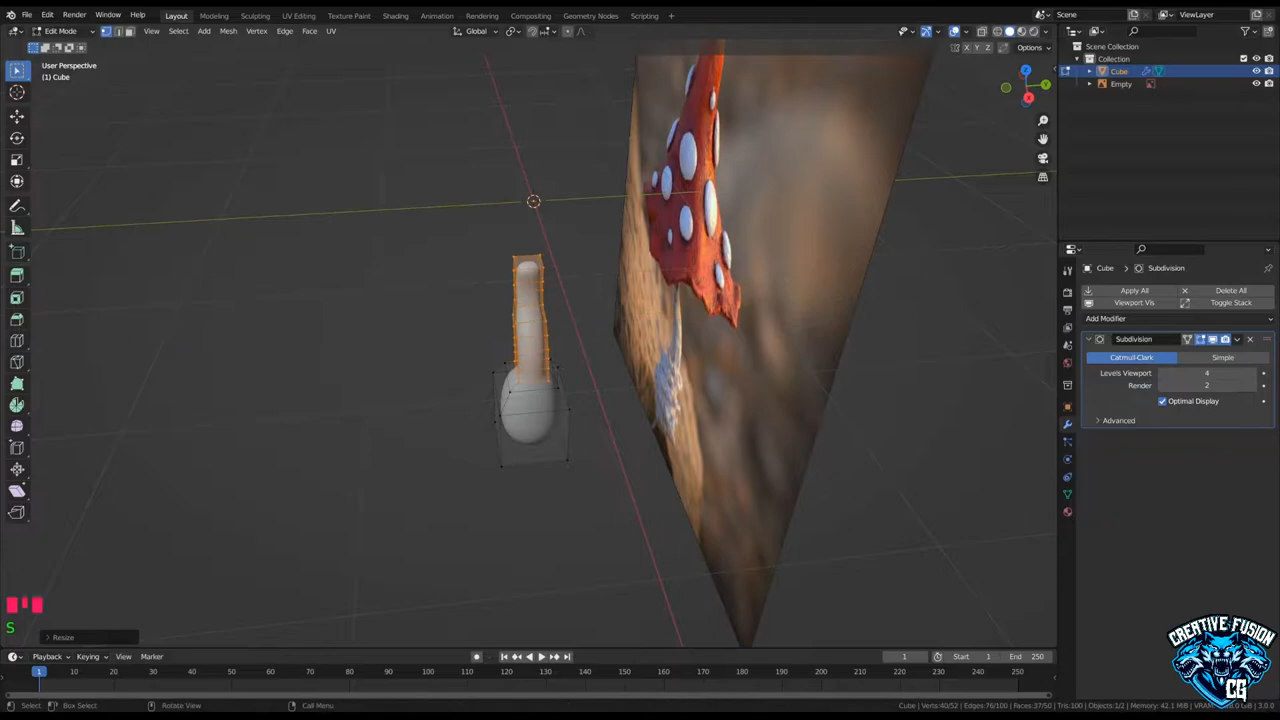 File Edit Render Window Help
Layout Modeling Sculpting UV Editing Texture Paint Shading Animation Rendering Compositing Geometry Nodes Scripting +
Scene
ViewLayer
Edit Mode
View Select Add Mesh Vertex Edge Face UV
Global
X Y Z
Options
User Perspective
(1) Cube
Scene Collection
Collection
Cube
Empty
Cube > Subdivision
Apply All
Delete All
Viewport Vis
Toggle Stack
Add Modifier
Subdivision
Catmull-Clark
Simple
Levels Viewport 4
Render 2
Optimal Display
Advanced
S
> Resize
Playback Keying View Marker
1
Start 1
End 250
1 10 20 30 40 50 60 70 80 90 100 110 120 130 140 150 160 170 180 190 200 210 220 230 240 250
Select
Box Select
Rotate View
Call Menu
CREATIVE FUSION
CG